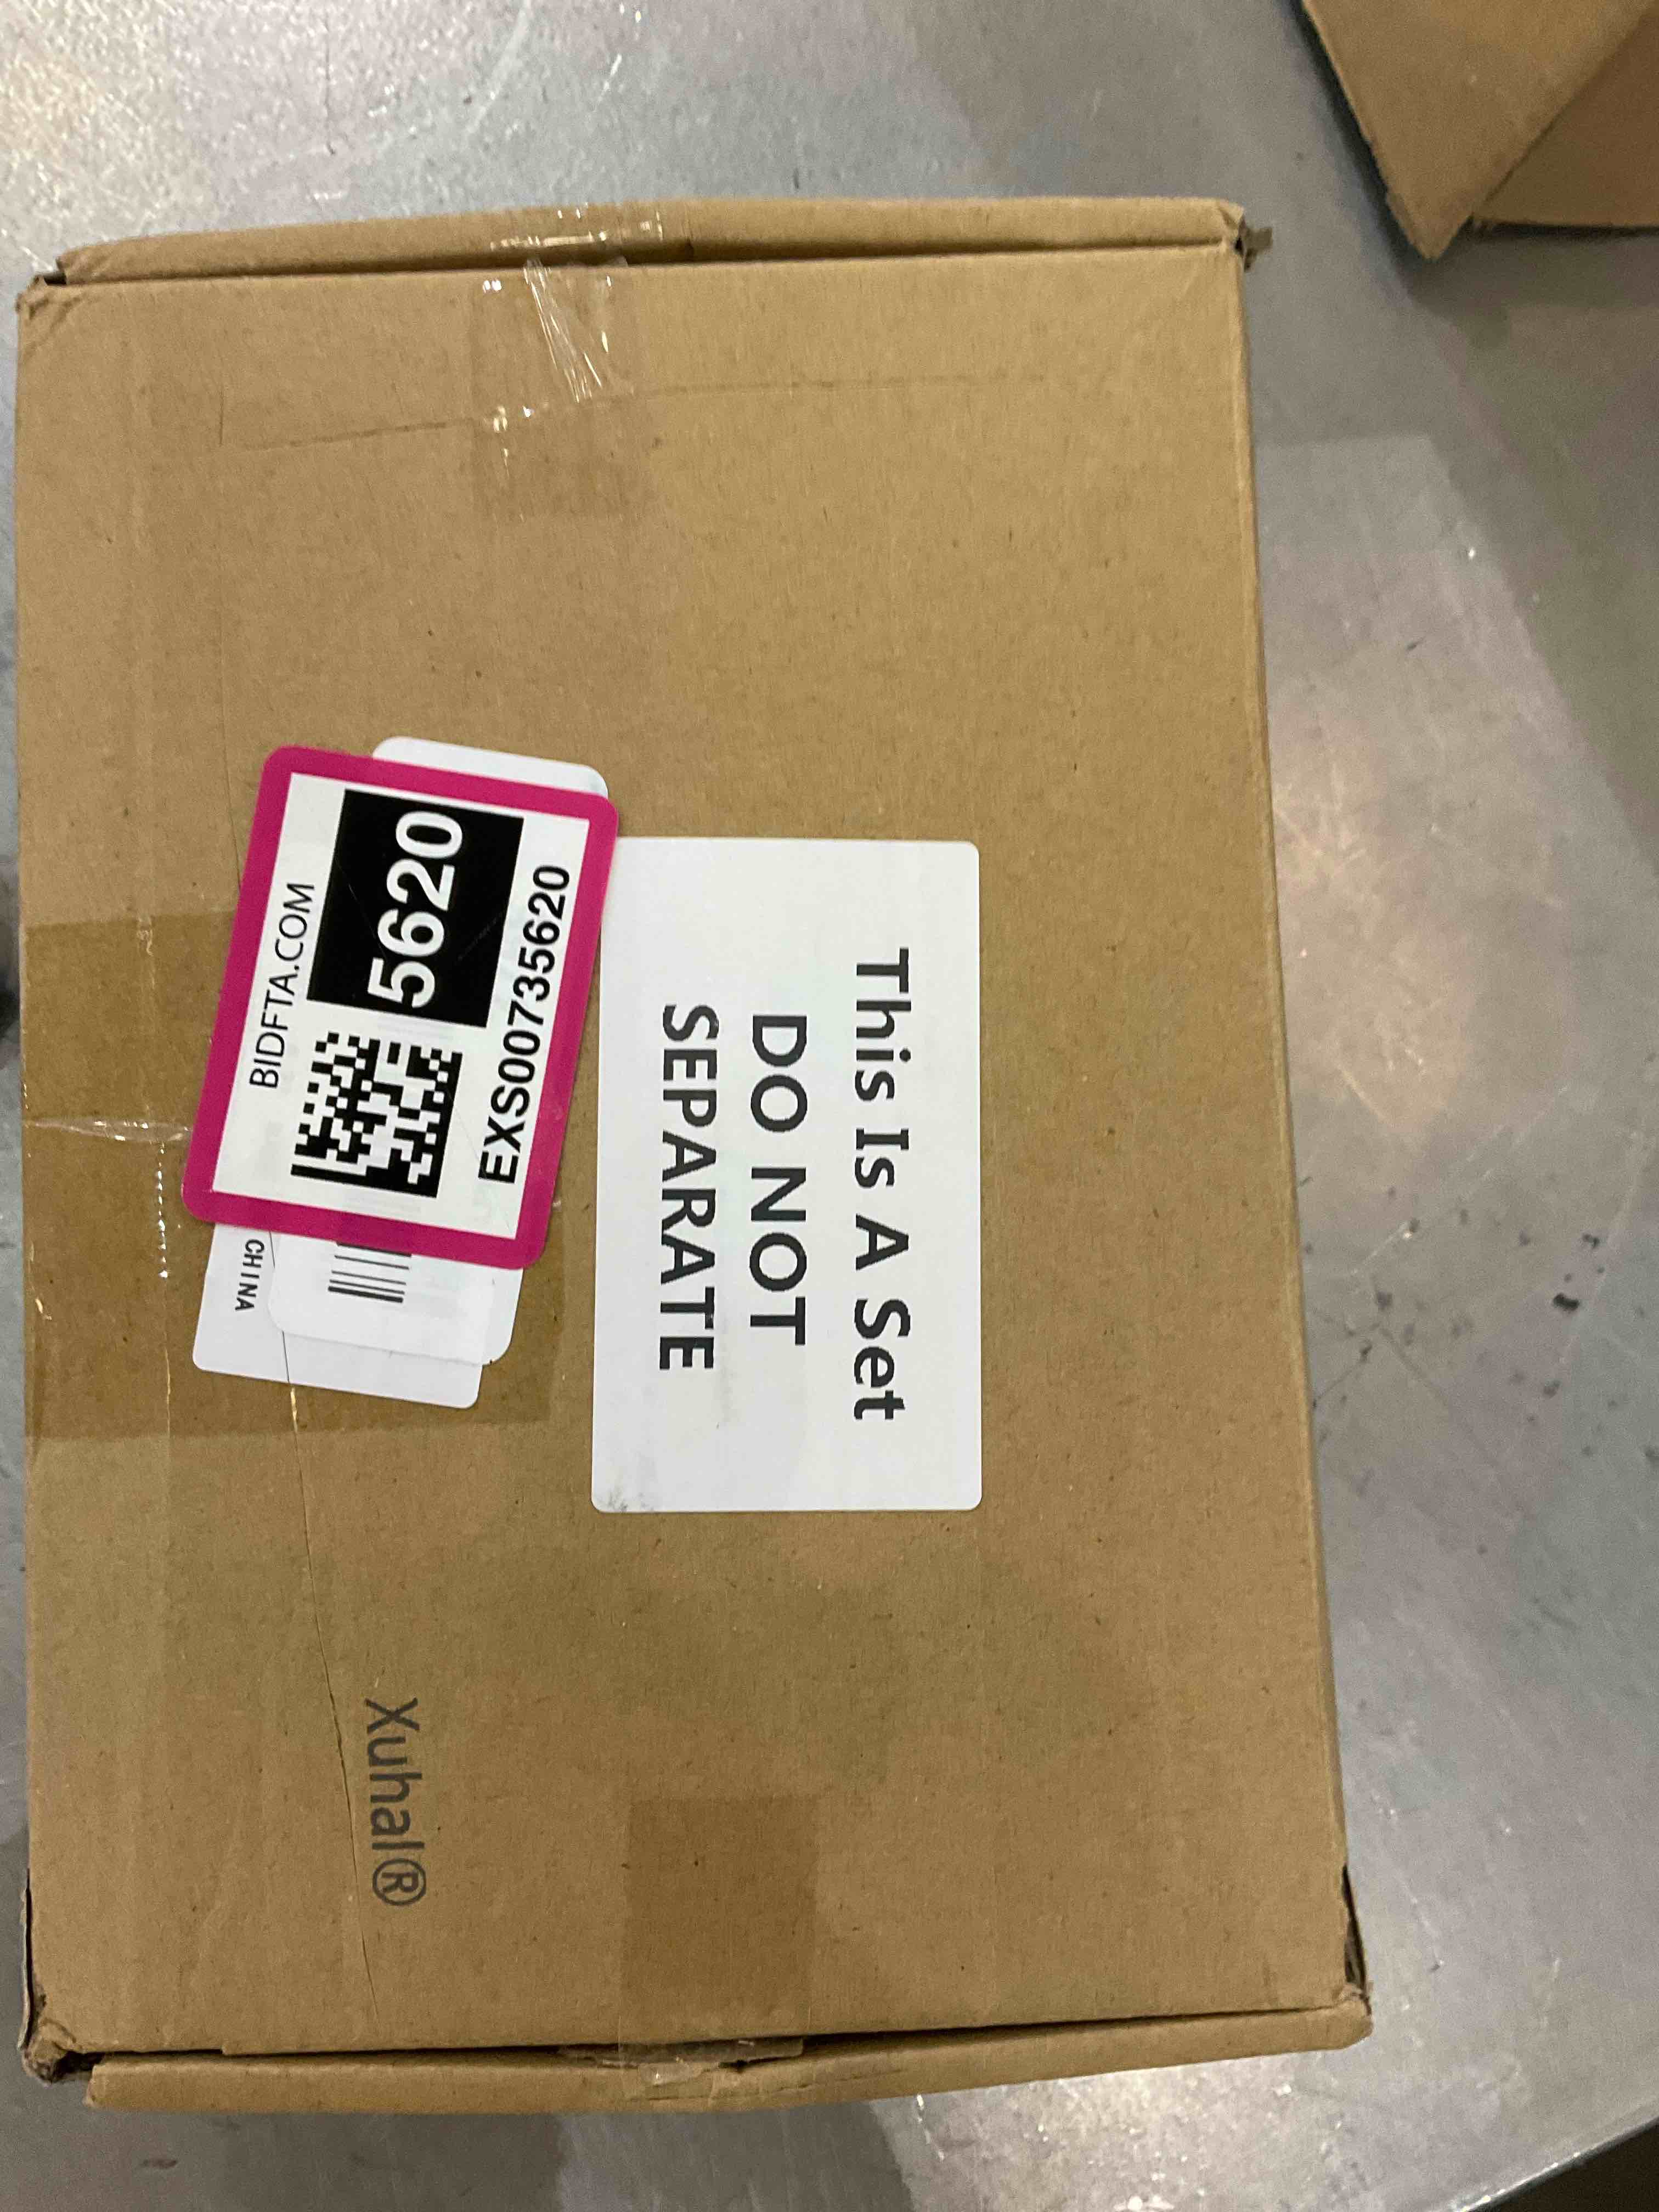 This Is A Set
DO NOT
SEPARATE
BIDFTA.COM
5620
EXS00735620
CHINA
Xuhal®